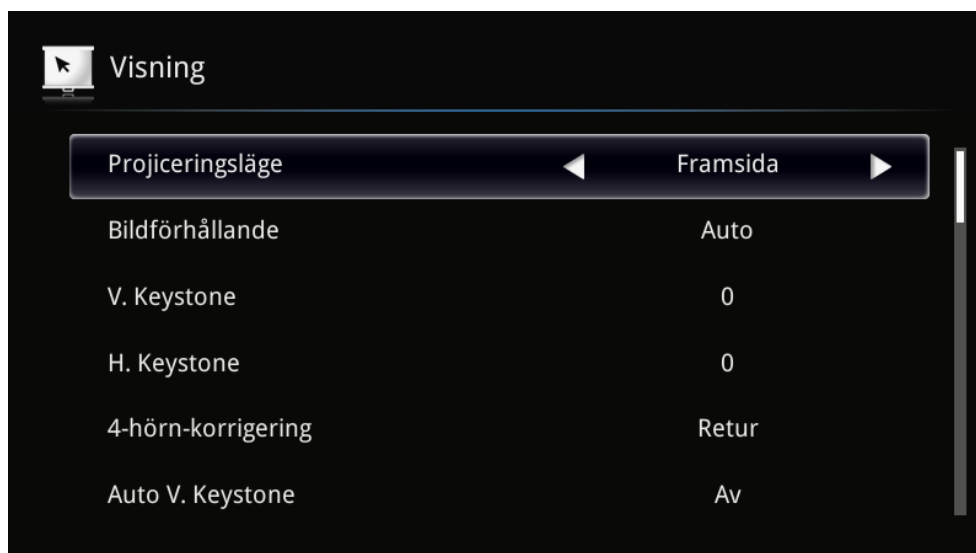 Visning
Projiceringsläge Framsida
Bildförhållande Auto
V. Keystone 0
H. Keystone 0
4-hörn-korrigering Retur
Auto V. Keystone Av